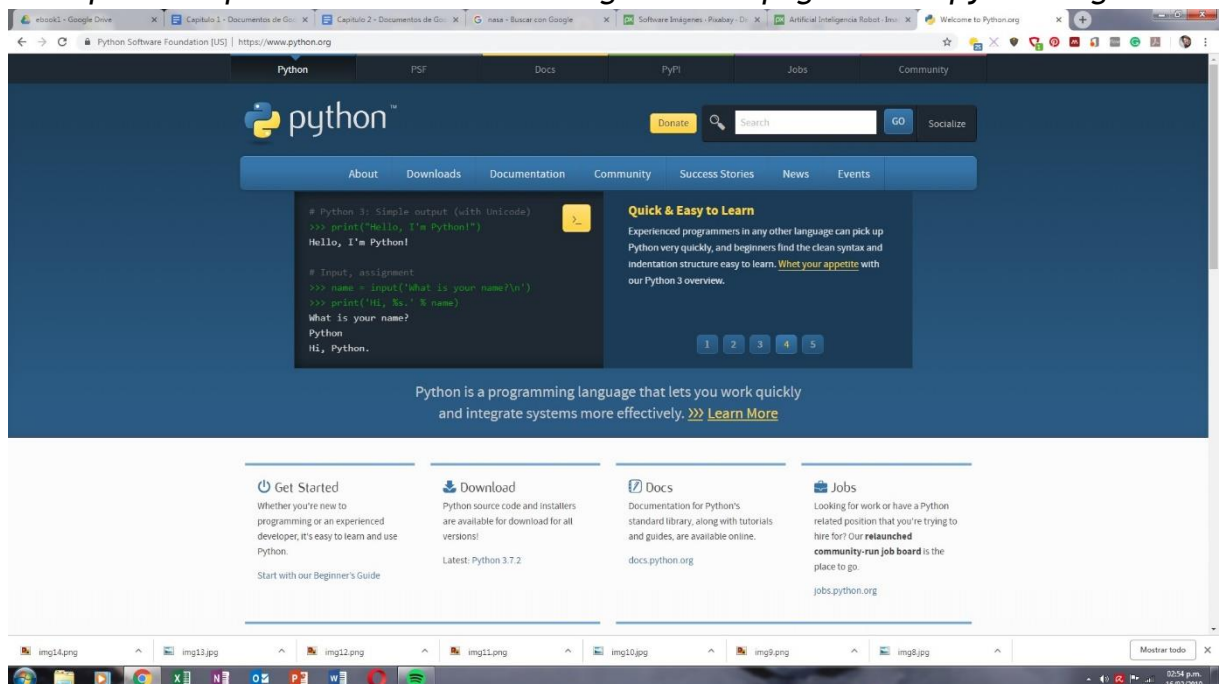 ebook1 - Google Drive
Capitulo 1 - Documentos de Goo
Capitulo 2 - Documentos de Goo
nasa - Buscar con Google
Software Imágenes - Pixabay - De
Artificial Inteligencia Robot - Ima
Welcome to Python.org
Python Software Foundation [US] | https://www.python.org
Python
PSF
Docs
PyPI
Jobs
Community
python™
Donate
Search
GO
Socialize
About
Downloads
Documentation
Community
Success Stories
News
Events
# Python 3: Simple output (with Unicode)
>>> print("Hello, I'm Python!")
Hello, I'm Python!
# Input, assignment
>>> name = input('What is your name?\n')
>>> print('Hi, %s.' % name)
What is your name?
Python
Hi, Python.
>_
Quick & Easy to Learn
Experienced programmers in any other language can pick up
Python very quickly, and beginners find the clean syntax and
indentation structure easy to learn. Whet your appetite with
our Python 3 overview.
1 2 3 4 5
Python is a programming language that lets you work quickly
and integrate systems more effectively. >>> Learn More
Get Started
Whether you're new to
programming or an experienced
developer, it's easy to learn and use
Python.
Start with our Beginner's Guide
Download
Python source code and installers
are available for download for all
versions!
Latest: Python 3.7.2
Docs
Documentation for Python's
standard library, along with tutorials
and guides, are available online.
docs.python.org
Jobs
Looking for work or have a Python
related position that you're trying to
hire for? Our relaunched
community-run job board is the
place to go.
jobs.python.org
img14.png
img13.jpg
img12.png
img11.png
img10.jpg
img9.png
img8.jpg
Mostrar todo
02:54 p.m.